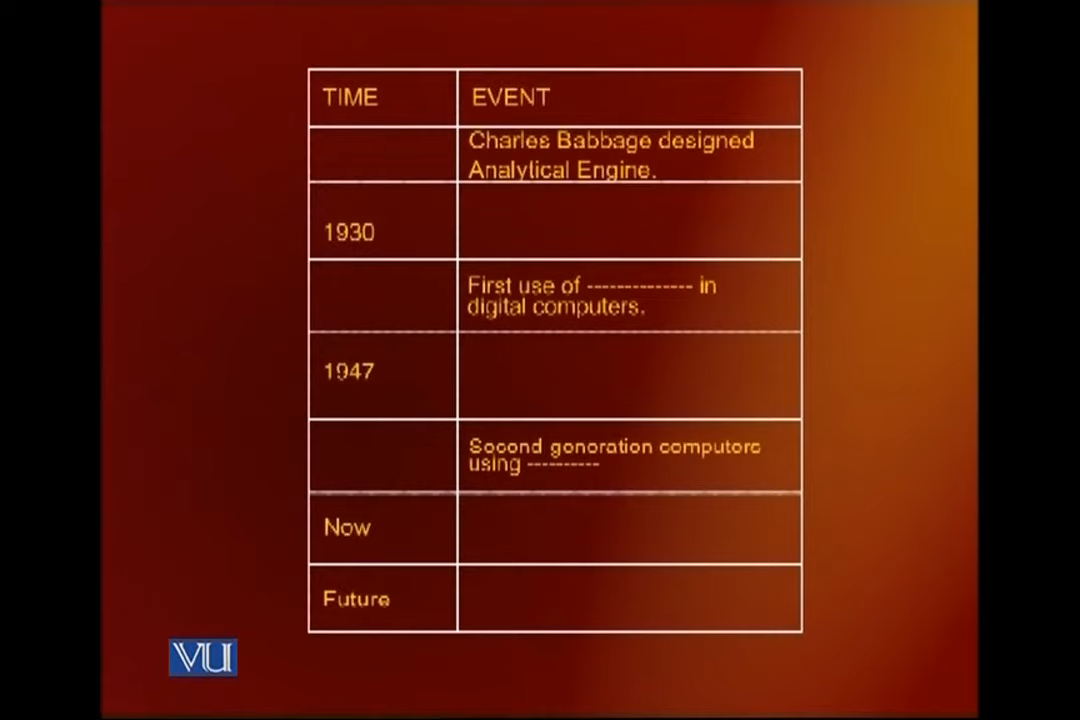 TIME EVENT
Charles Babbage designed
Analytical Engine.
1930
First use of -------------- in
digital computers.
1947
Second generation computers
using ----------
Now
Future
VU